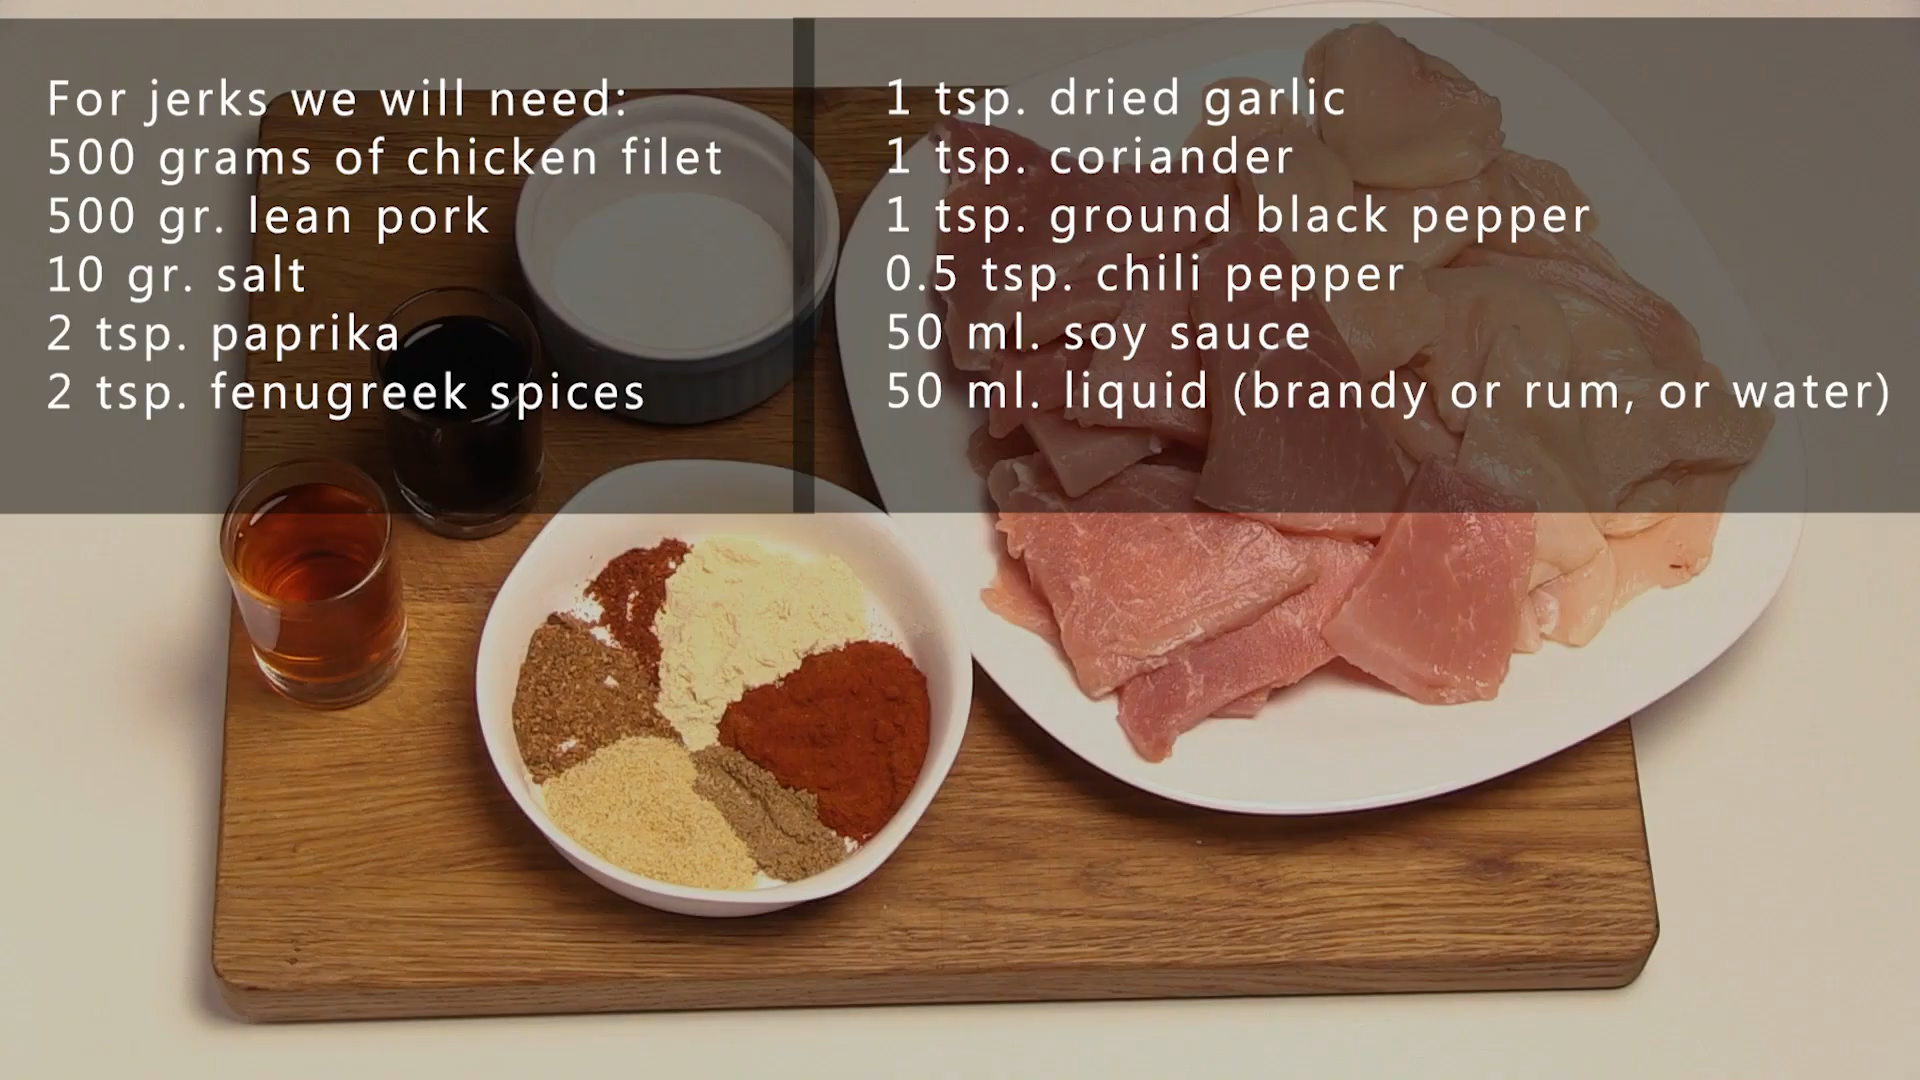 For jerks we will need:
500 grams of chicken filet
500 gr. lean pork
10 gr. salt
2 tsp. paprika
2 tsp. fenugreek spices
1 tsp. dried garlic
1 tsp. coriander
1 tsp. ground black pepper
0.5 tsp. chili pepper
50 ml. soy sauce
50 ml. liquid (brandy or rum, or water)